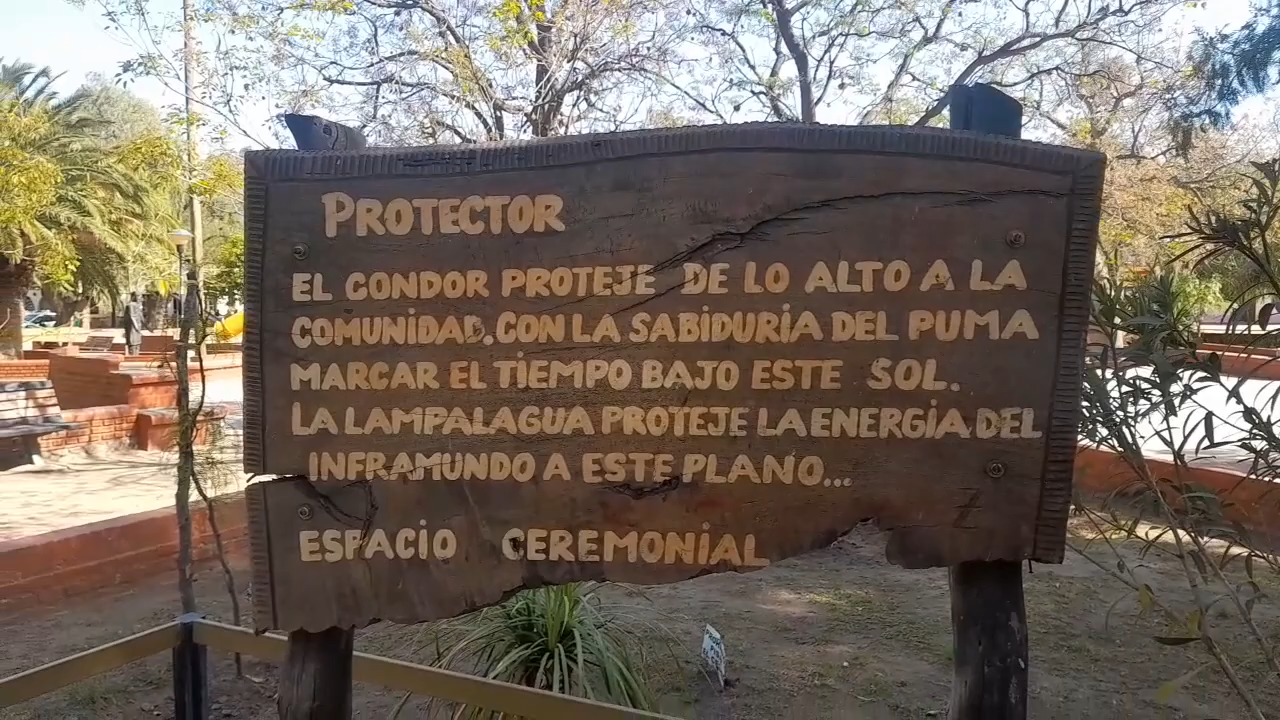 PROTECTOR
EL CONDOR PROTEJE DE LO ALTO A LA
COMUNIDAD. CON LA SABIDURIA DEL PUMA
MARCAR EL TIEMPO BAJO ESTE SOL.
LA LAMPALAGUA PROTEJE LA ENERGIA DEL
INFRAMUNDO A ESTE PLANO...
ESPACIO CEREMONIAL